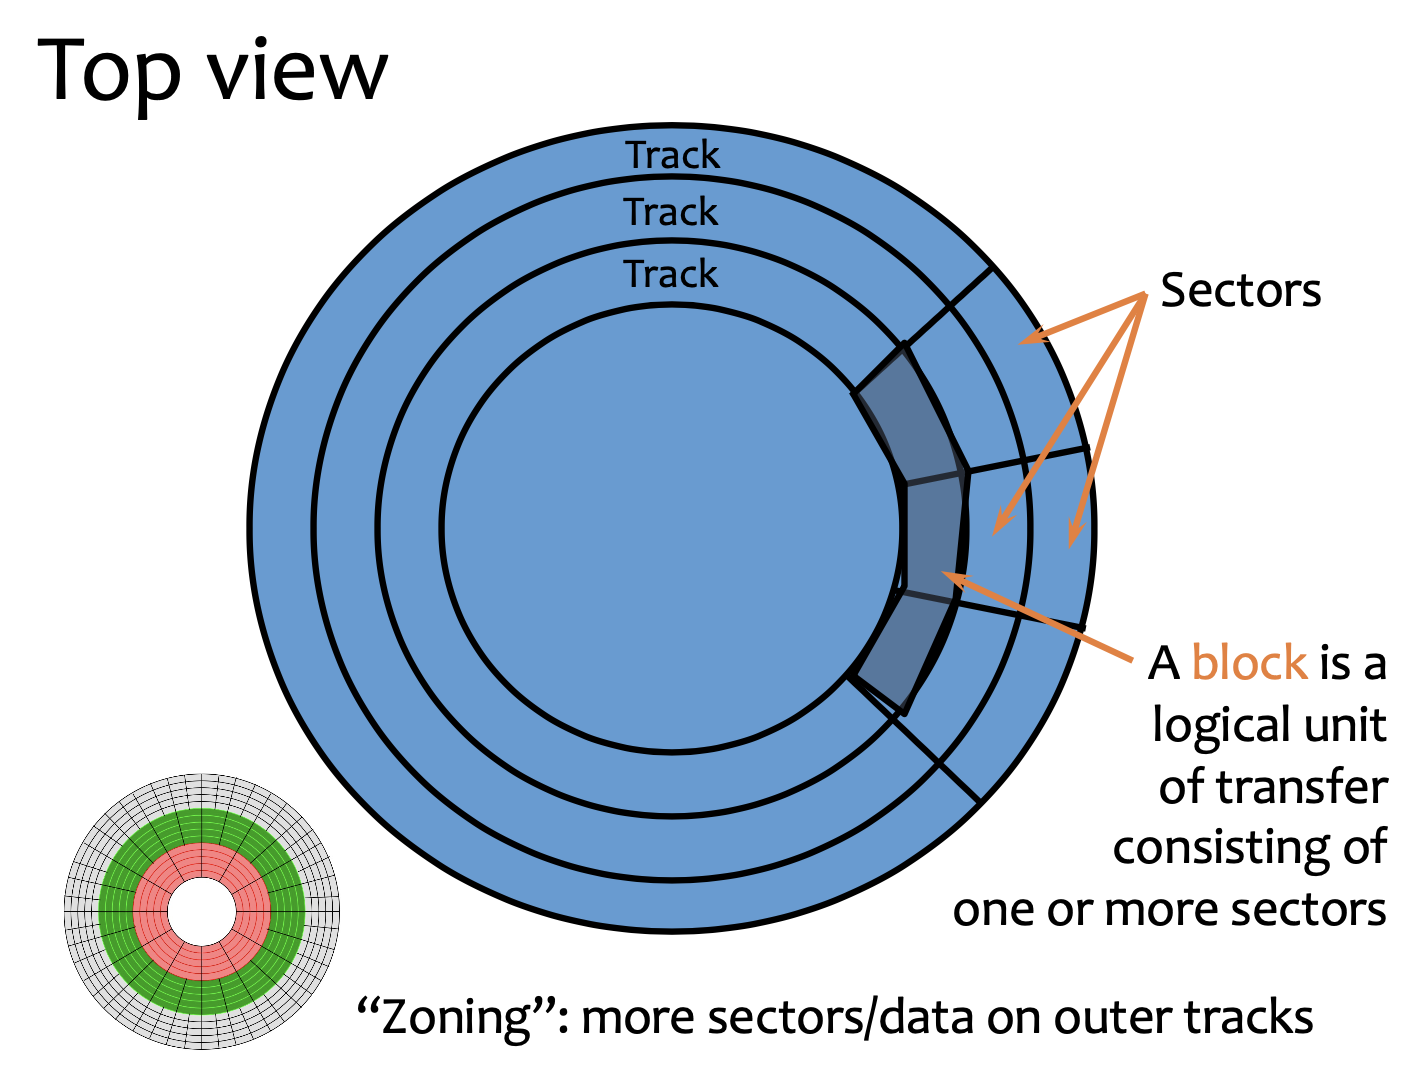 Top view
Track
Track
Track
Sectors
A block is a
logical unit
of transfer
consisting of
one or more sectors
“Zoning”: more sectors/data on outer tracks